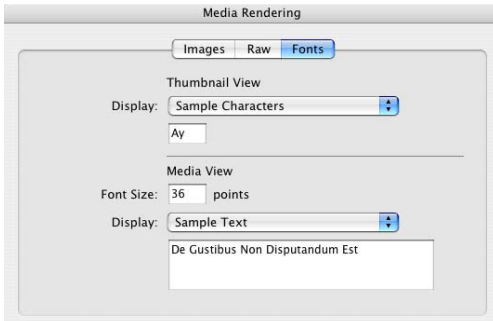 Media Rendering
Images Raw Fonts
Thumbnail View
Display: Sample Characters
Ay
Media View
Font Size: 36 points
Display: Sample Text
De Gustibus Non Disputandum Est